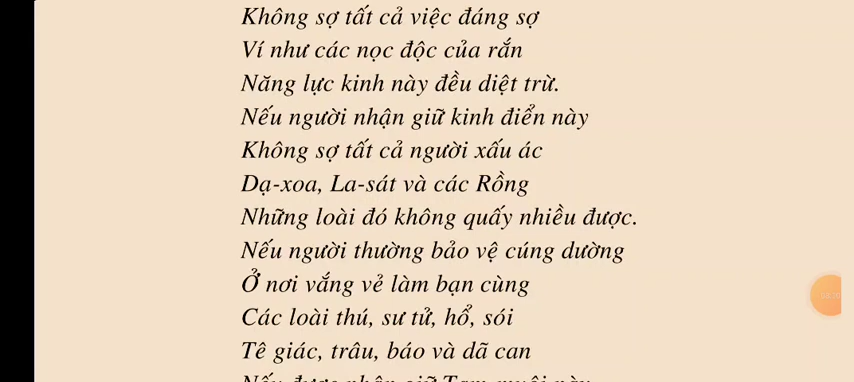 Không sợ tất cả việc đáng sợ
Ví như các nọc độc của rắn
Năng lực kinh này đều diệt trừ.
Nếu người nhận giữ kinh điển này
Không sợ tất cả người xấu ác
Dạ-xoa, La-sát và các Rồng
Những loài đó không quấy nhiều được.
Nếu người thường bảo vệ cúng dường
Ở nơi vắng vẻ làm bạn cùng
Các loài thú, sư tử, hổ, sói
Tê giác, trâu, báo và dã can